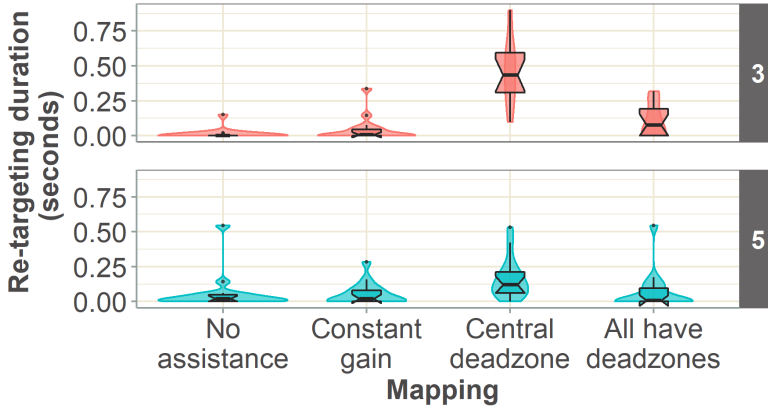 Re-targeting duration
(seconds)
0.75
0.50
0.25
0.00
3
0.75
0.50
0.25
0.00
5
No
assistance
Constant
gain
Central
deadzone
All have
deadzones
Mapping